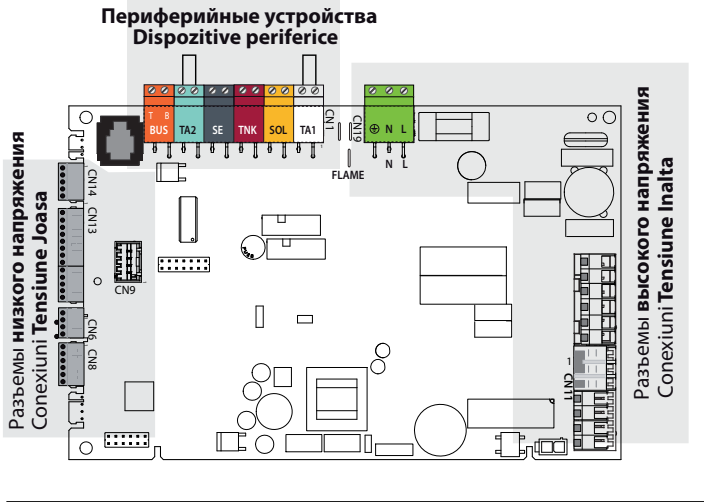 Периферийные устройства
Dispozitive periferice
T B
BUS TA2 SE TNK SOL TA1
CN1
CN19
N L
N L
FLAME
Разъемы низкого напряжения
Conexiuni Tensiune Joasa
CN14
CN13
CN9
CN6
CN8
Разъемы высокого напряжения
Conexiuni Tensiune Inalta
1
CN11